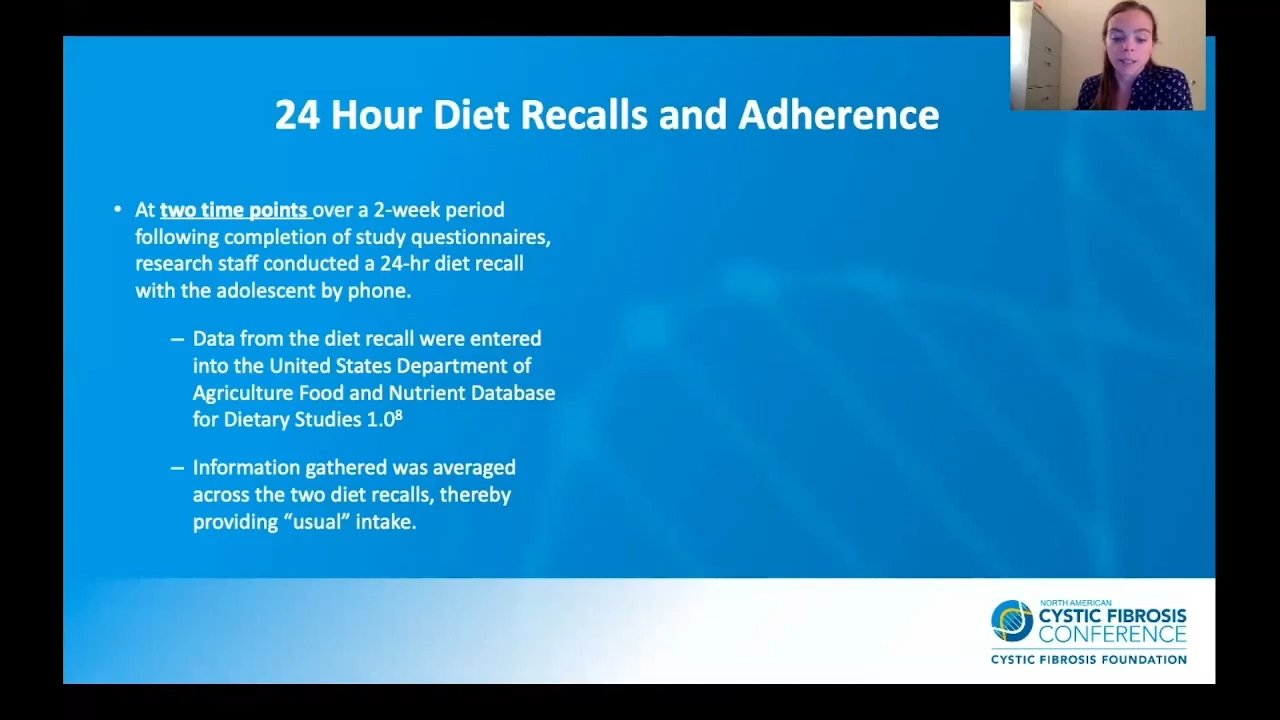 24 Hour Diet Recalls and Adherence
• At two time points over a 2-week period
following completion of study questionnaires,
research staff conducted a 24-hr diet recall
with the adolescent by phone.
– Data from the diet recall were entered
into the United States Department of
Agriculture Food and Nutrient Database
for Dietary Studies 1.0⁸
– Information gathered was averaged
across the two diet recalls, thereby
providing “usual” intake.
NORTH AMERICAN
CYSTIC FIBROSIS
CONFERENCE
CYSTIC FIBROSIS FOUNDATION